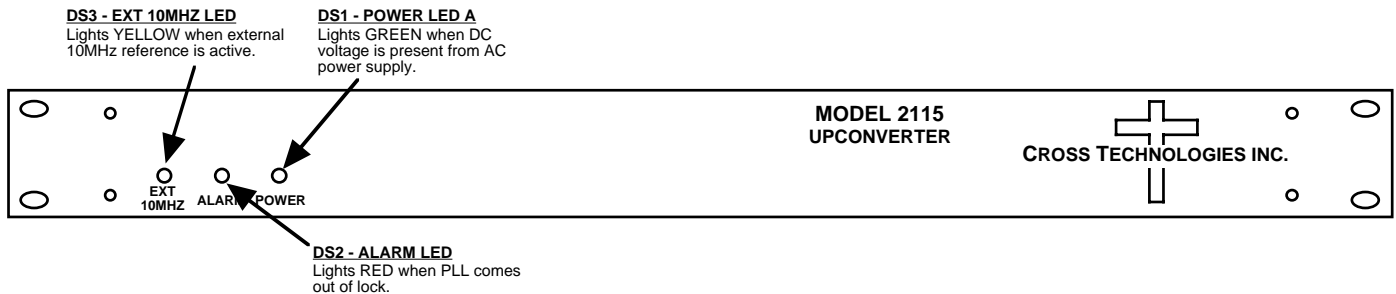 DS3 - EXT 10MHZ LED
Lights YELLOW when external
10MHz reference is active.
DS1 - POWER LED A
Lights GREEN when DC
voltage is present from AC
power supply.
MODEL 2115
UPCONVERTER
CROSS TECHNOLOGIES INC.
EXT
10MHZ
ALARM
POWER
DS2 - ALARM LED
Lights RED when PLL comes
out of lock.